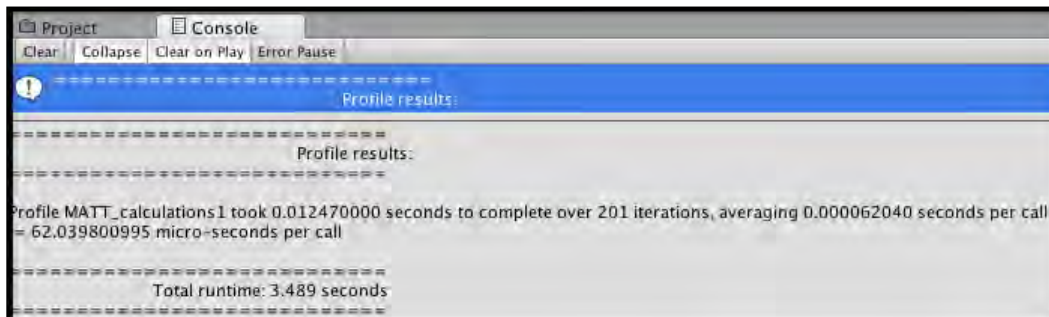 Project Console
Clear Collapse Clear on Play Error Pause
============================
Profile results:
============================
Profile results:
============================
Profile MATT_calculations1 took 0.012470000 seconds to complete over 201 iterations, averaging 0.000062040 seconds per call
= 62.039800995 micro-seconds per call
============================
Total runtime: 3.489 seconds
============================